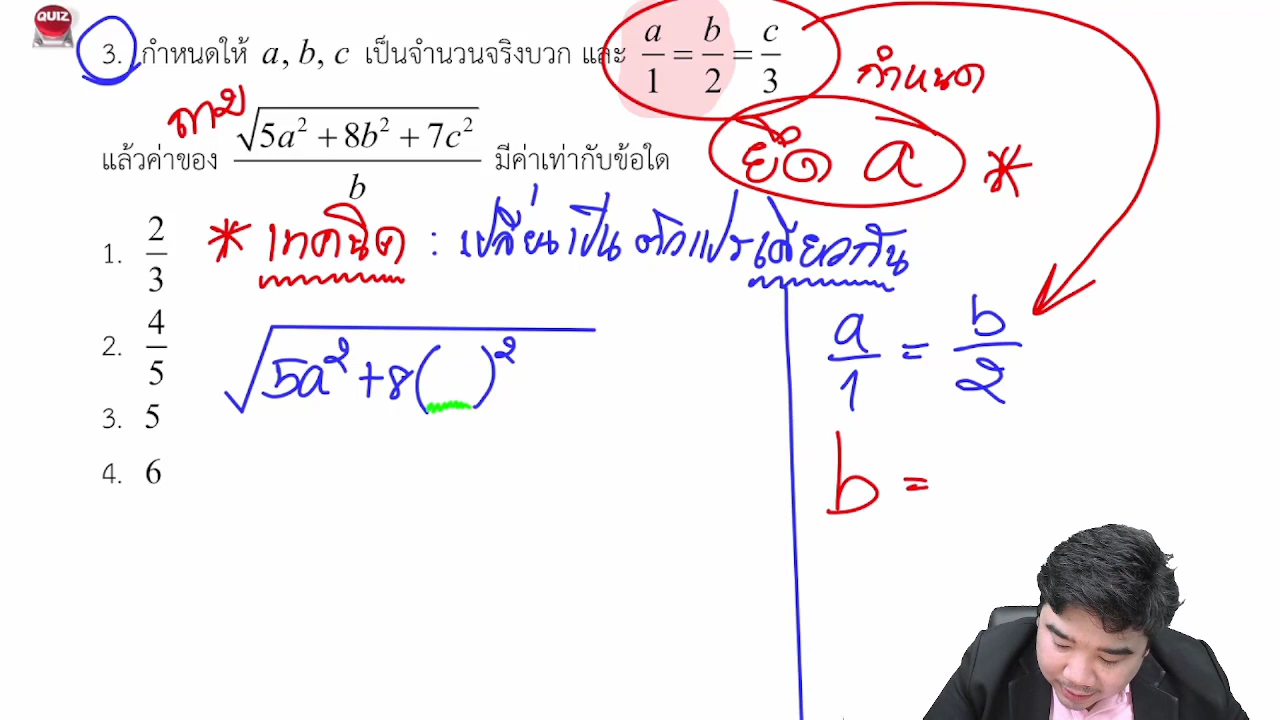 QUIZ
3. กำหนดให้ a, b, c เป็นจำนวนจริงบวก และ a/1 = b/2 = c/3
กำหนด
ถาม
แล้วค่าของ √(5a² + 8b² + 7c²)/b มีค่าเท่ากับข้อใด
ยึด a *
* เทคนิค : เปลี่ยนเป็นตัวแปรเดียวกัน
1. 2/3
2. 4/5
3. 5
4. 6
√(5a² + 8( )²
a/1 = b/2
b =